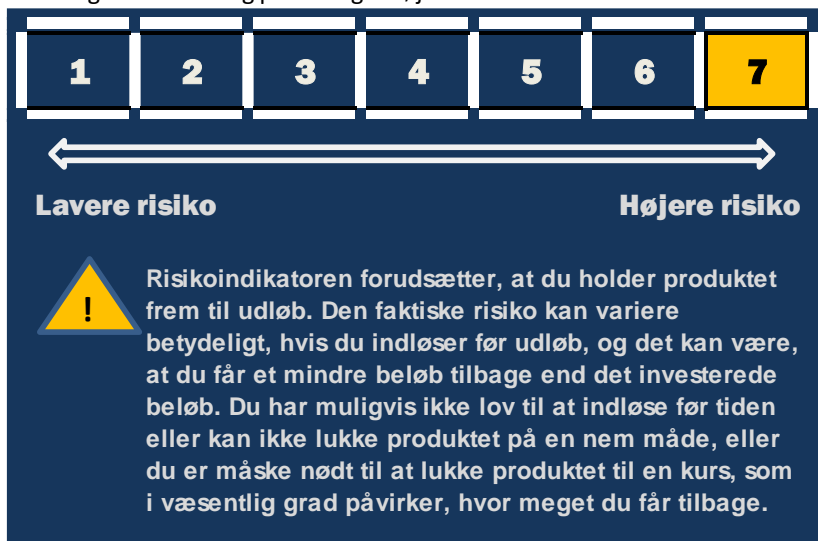 1 2 3 4 5 6 7
Lavere risiko Højere risiko
! Risikoindikatoren forudsætter, at du holder produktet
frem til udløb. Den faktiske risiko kan variere
betydeligt, hvis du indløser før udløb, og det kan være,
at du får et mindre beløb tilbage end det investerede
beløb. Du har muligvis ikke lov til at indløse før tiden
eller kan ikke lukke produktet på en nem måde, eller
du er måske nødt til at lukke produktet til en kurs, som
i væsentlig grad påvirker, hvor meget du får tilbage.